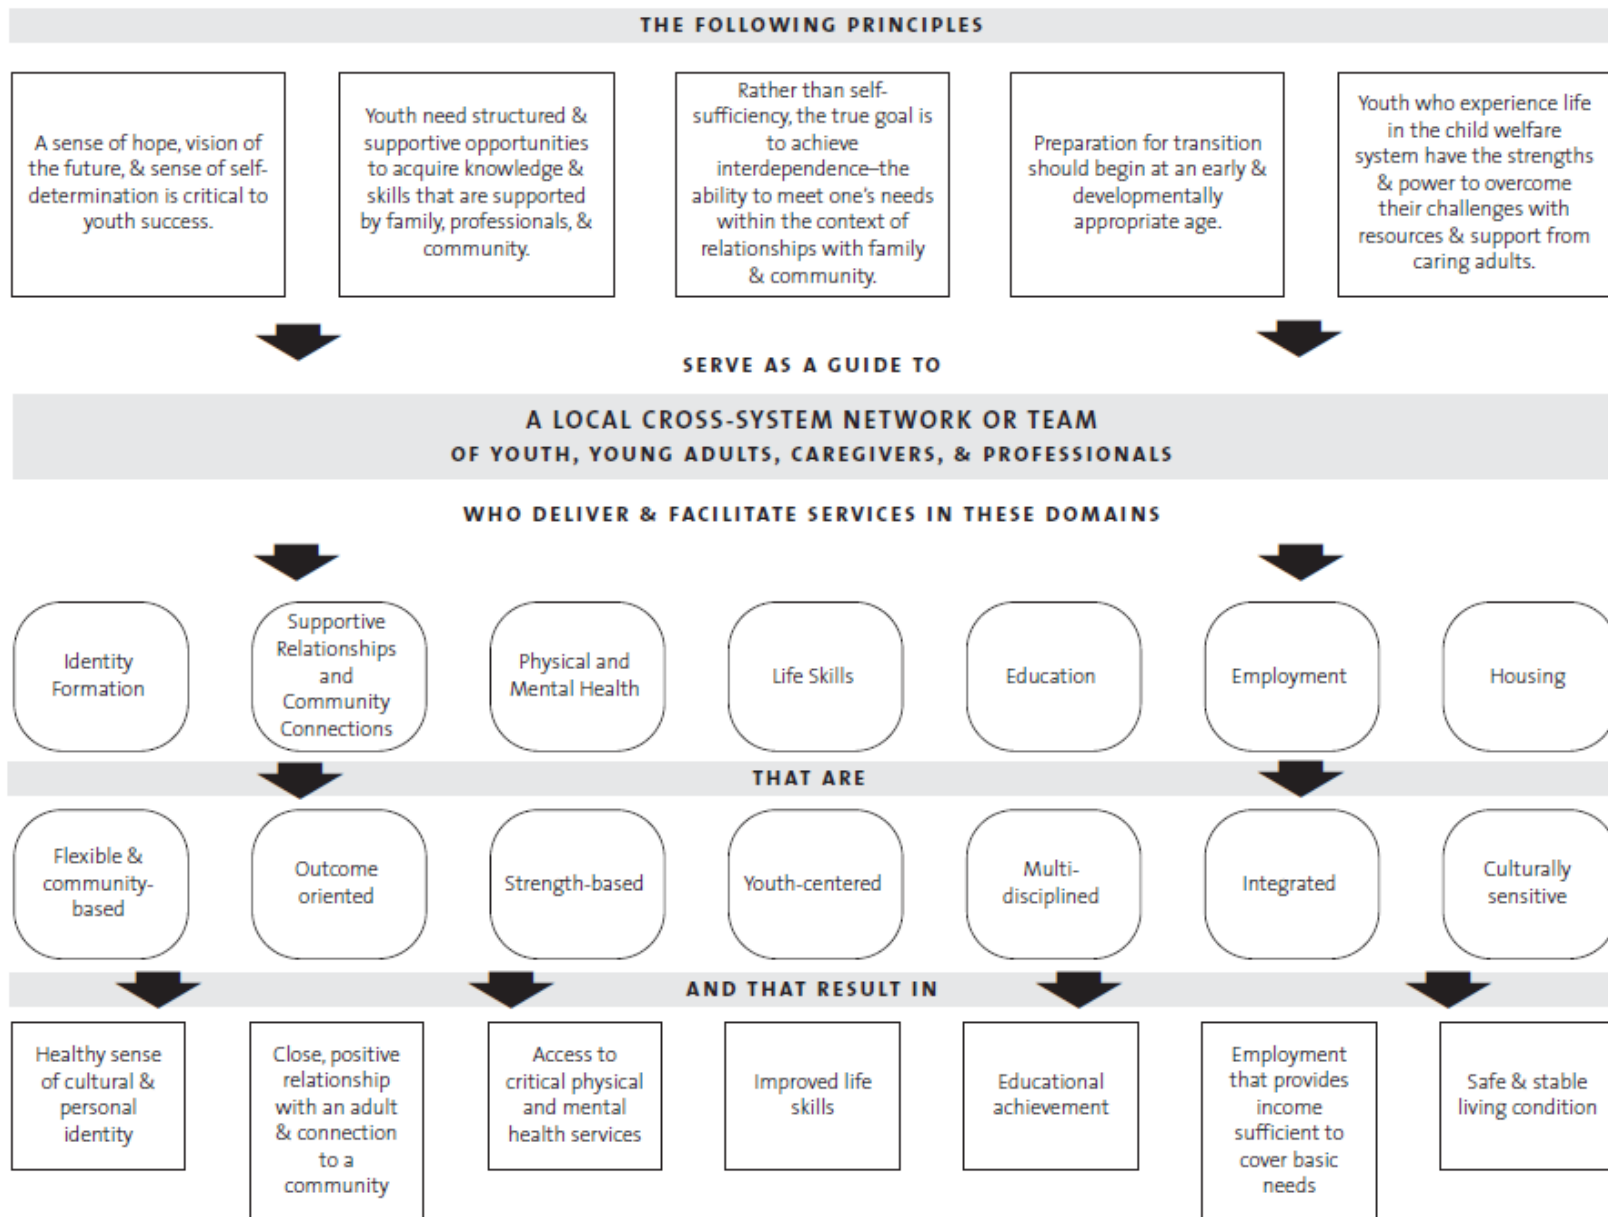 THE FOLLOWING PRINCIPLES
A sense of hope, vision of
the future, & sense of self-
determination is critical to
youth success.
Youth need structured &
supportive opportunities
to acquire knowledge &
skills that are supported
by family, professionals, &
community.
Rather than self-
sufficiency, the true goal is
to achieve
interdependence–the
ability to meet one's needs
within the context of
relationships with family
& community.
Preparation for transition
should begin at an early &
developmentally
appropriate age.
Youth who experience life
in the child welfare
system have the strengths
& power to overcome
their challenges with
resources & support from
caring adults.
SERVE AS A GUIDE TO
A LOCAL CROSS-SYSTEM NETWORK OR TEAM
OF YOUTH, YOUNG ADULTS, CAREGIVERS, & PROFESSIONALS
WHO DELIVER & FACILITATE SERVICES IN THESE DOMAINS
Identity
Formation
Supportive
Relationships
and
Community
Connections
Physical and
Mental Health
Life Skills
Education
Employment
Housing
THAT ARE
Flexible &
community-
based
Outcome
oriented
Strength-based
Youth-centered
Multi-
disciplined
Integrated
Culturally
sensitive
AND THAT RESULT IN
Healthy sense
of cultural &
personal
identity
Close, positive
relationship
with an adult
& connection
to a
community
Access to
critical physical
and mental
health services
Improved life
skills
Educational
achievement
Employment
that provides
income
sufficient to
cover basic
needs
Safe & stable
living condition